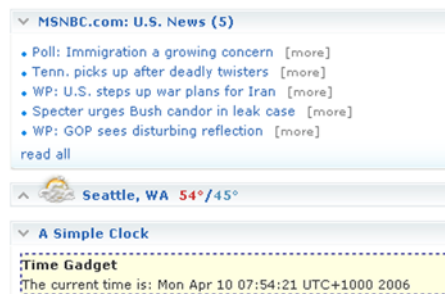 MSNBC.com: U.S. News (5)
Poll: Immigration a growing concern [more]
Tenn. picks up after deadly twisters [more]
WP: U.S. steps up war plans for Iran [more]
Specter urges Bush candor in leak case [more]
WP: GOP sees disturbing reflection [more]
read all
Seattle, WA 54°/45°
A Simple Clock
Time Gadget
The current time is: Mon Apr 10 07:54:21 UTC+1000 2006